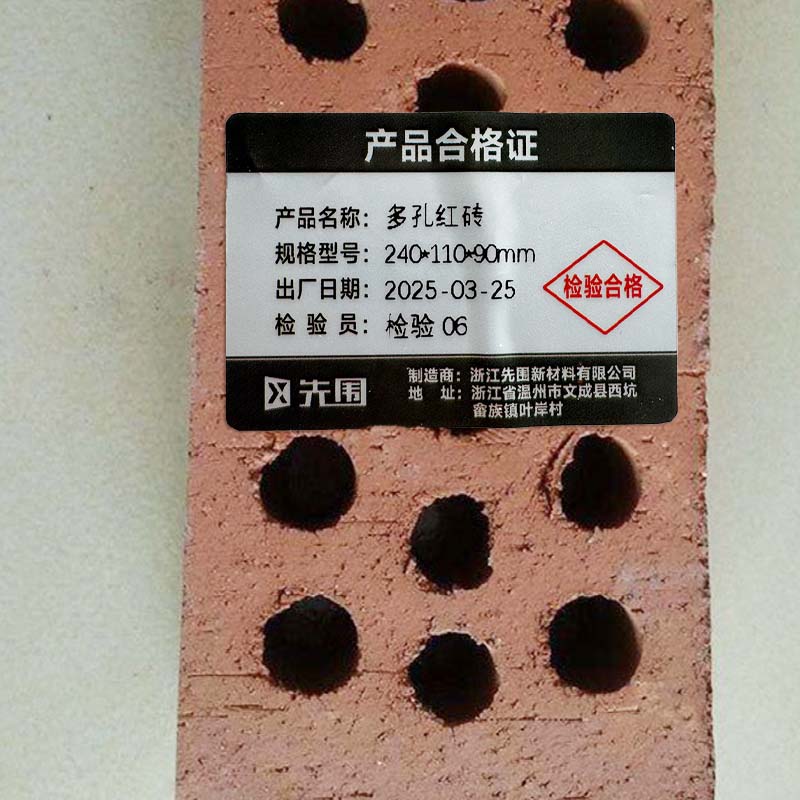 产品合格证
产品名称：多孔红砖
规格型号：240*110*90mm
出厂日期：2025-03-25
检验员：检验 06
检验合格
先围
制造商：浙江先围新材料有限公司
地 址：浙江省温州市文成县西坑
畲族镇叶岸村